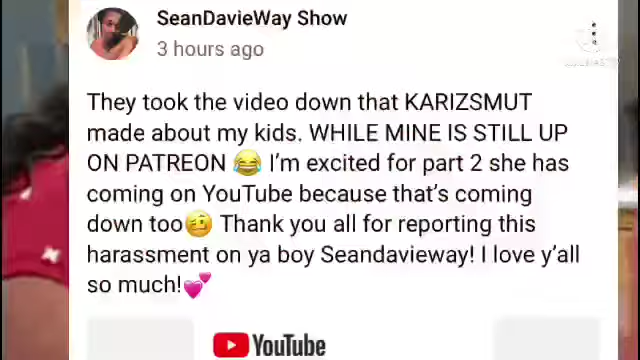 SeanDavieWay Show
3 hours ago
They took the video down that KARIZSMUT
made about my kids. WHILE MINE IS STILL UP
ON PATREON 😂 I'm excited for part 2 she has
coming on YouTube because that's coming
down too🥴 Thank you all for reporting this
harassment on ya boy Seandavieway! I love y'all
so much!💕
YouTube